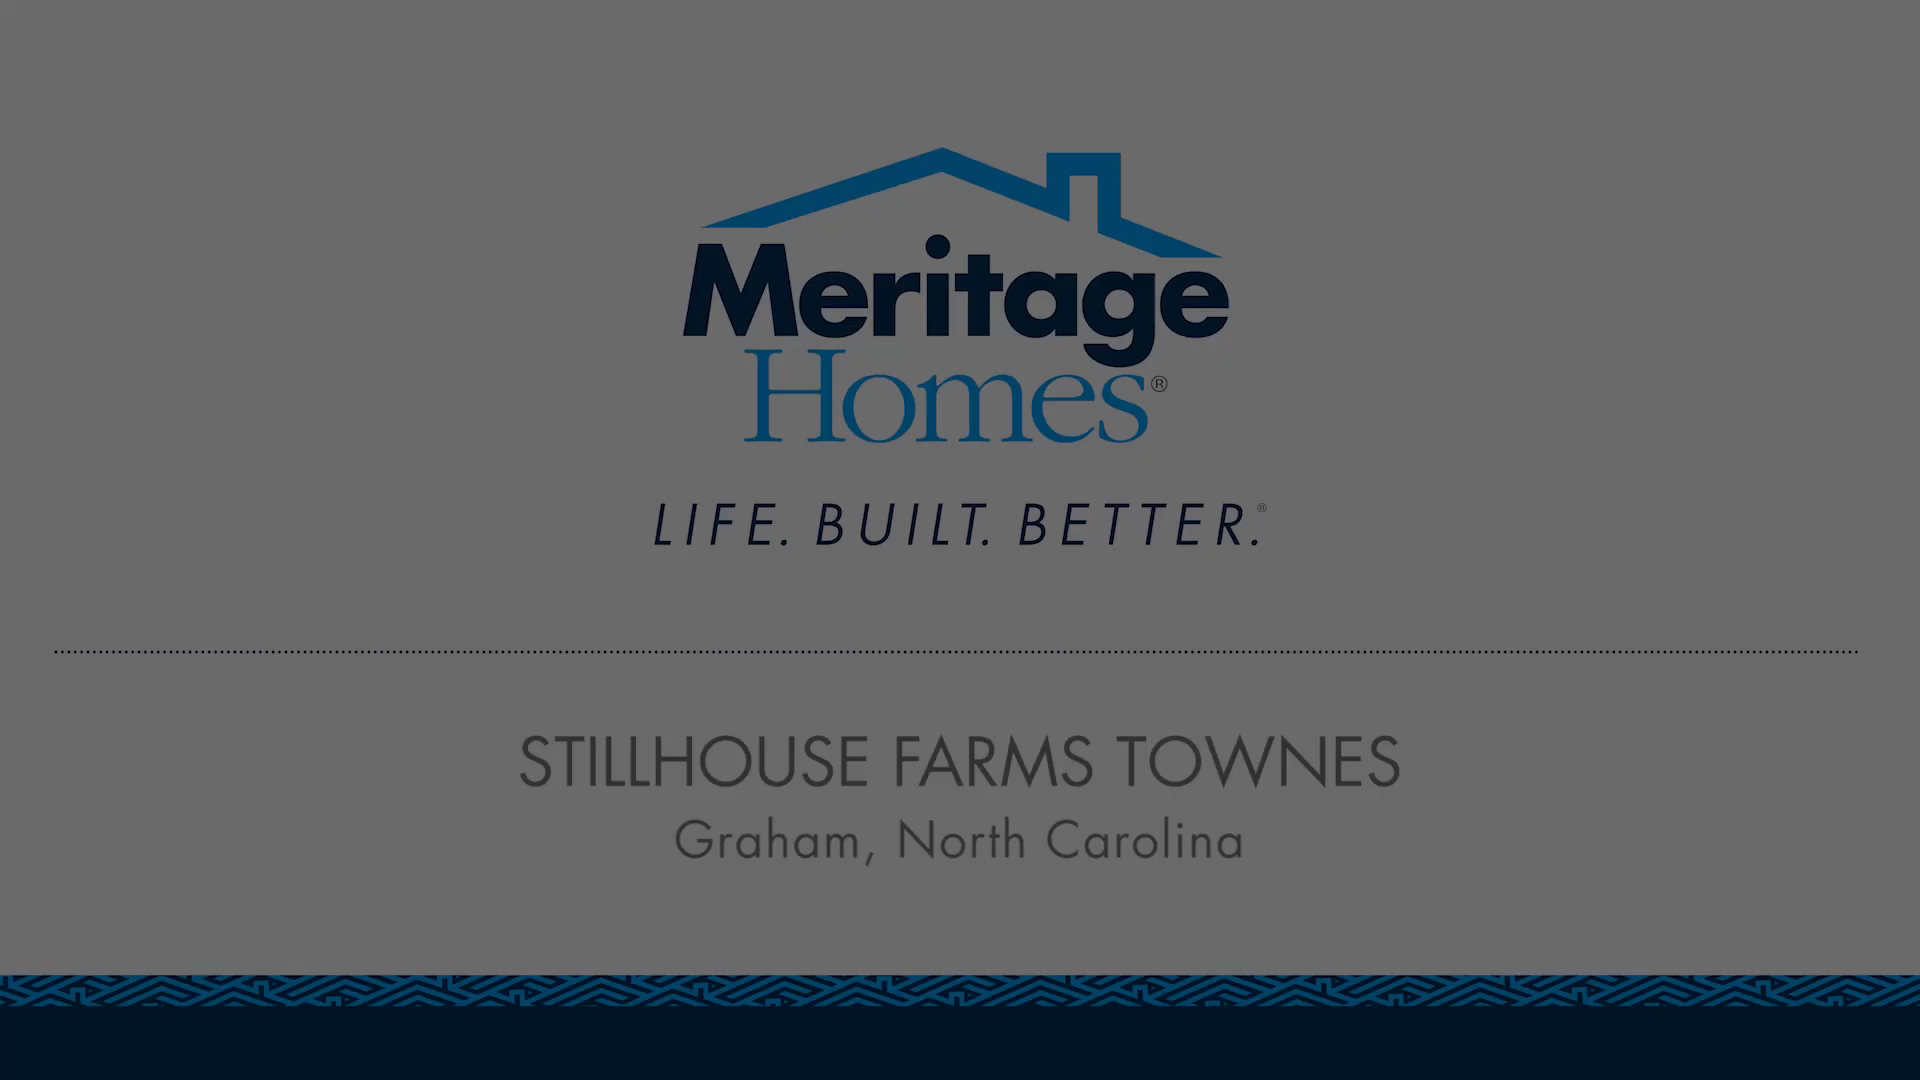 Meritage
Homes®
LIFE. BUILT. BETTER.®
STILLHOUSE FARMS TOWNES
Graham, North Carolina